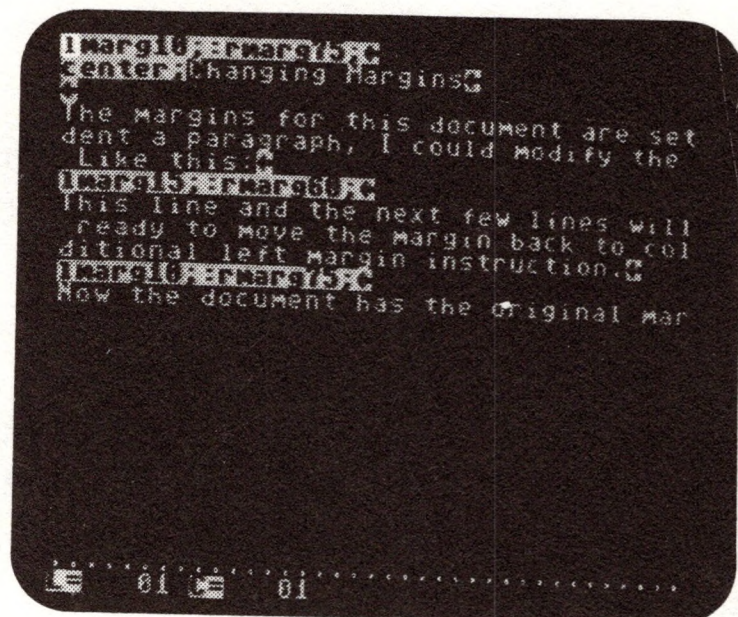 lmarg10;:rmarg75;C
center;Changing MarginsC
The margins for this document are set
dent a paragraph, I could modify the
Like this:C
lmarg15;:rmarg60;C
This line and the next few lines will
ready to move the margin back to col
ditional left margin instruction.C
lmarg10;:rmarg75;C
Now the document has the original mar
L= 01 C= 01